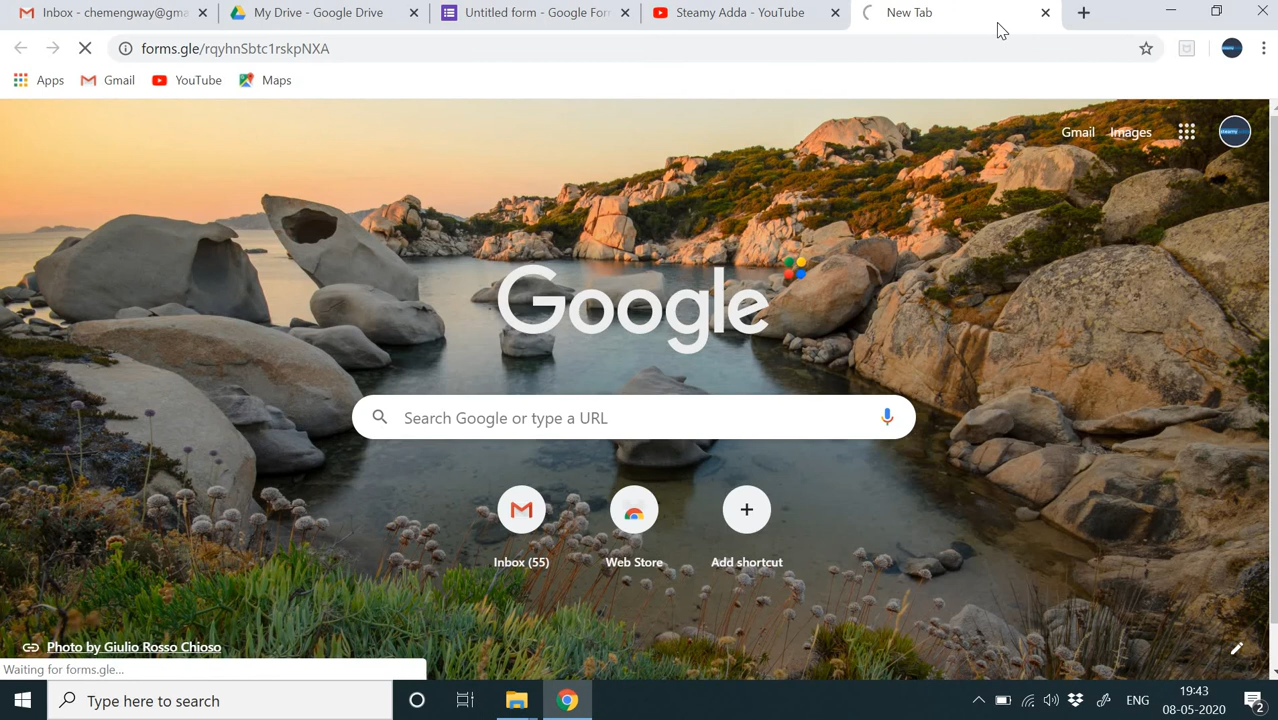 Inbox - chemengway@gma
My Drive - Google Drive
Untitled form - Google For
Steamy Adda - YouTube
New Tab
forms.gle/rqyhnSbtc1rskpNXA
Apps
Gmail
YouTube
Maps
Gmail
Images
steamy
Google
Search Google or type a URL
Inbox (55)
Web Store
Add shortcut
Photo by Giulio Rosso Chioso
Waiting for forms.gle...
Type here to search
ENG
19:43
08-05-2020
2